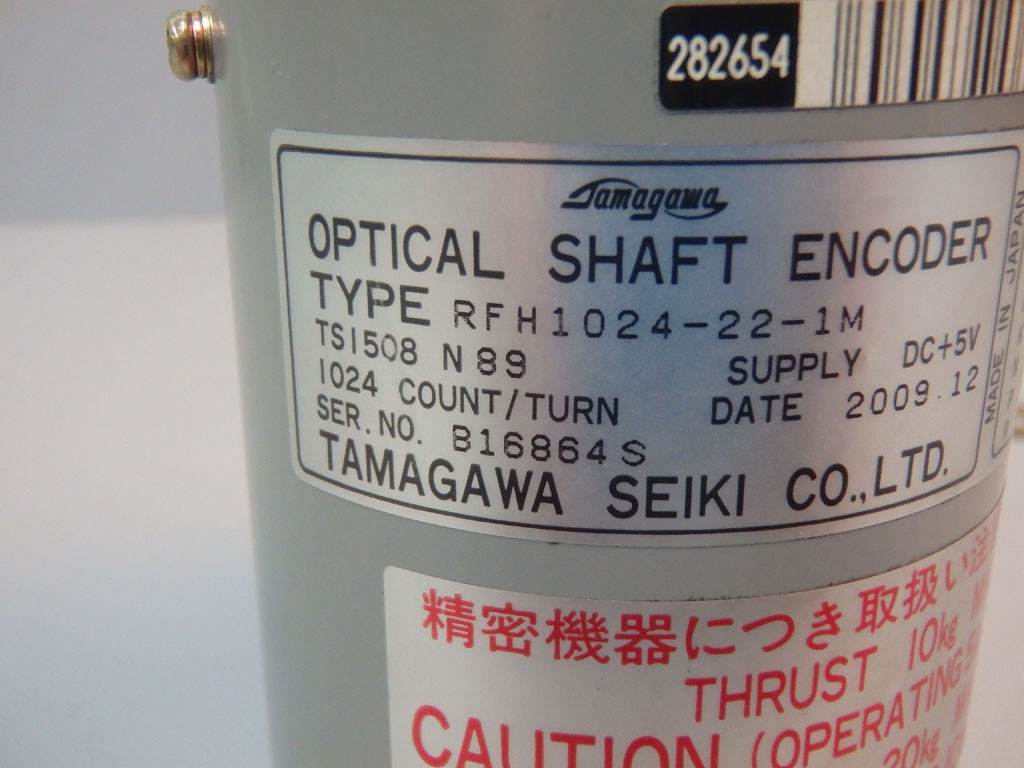 282654
Tamagawa
OPTICAL SHAFT ENCODER
TYPE RFH1024-22-1M
TS1508 N89 SUPPLY DC+5V
1024 COUNT/TURN DATE 2009.12
SER.NO. B16864S
TAMAGAWA SEIKI CO.,LTD.
MADE IN JAPAN
精密機器につき取扱い注
THRUST 10kg
CAUTION (OPERATING
20kg